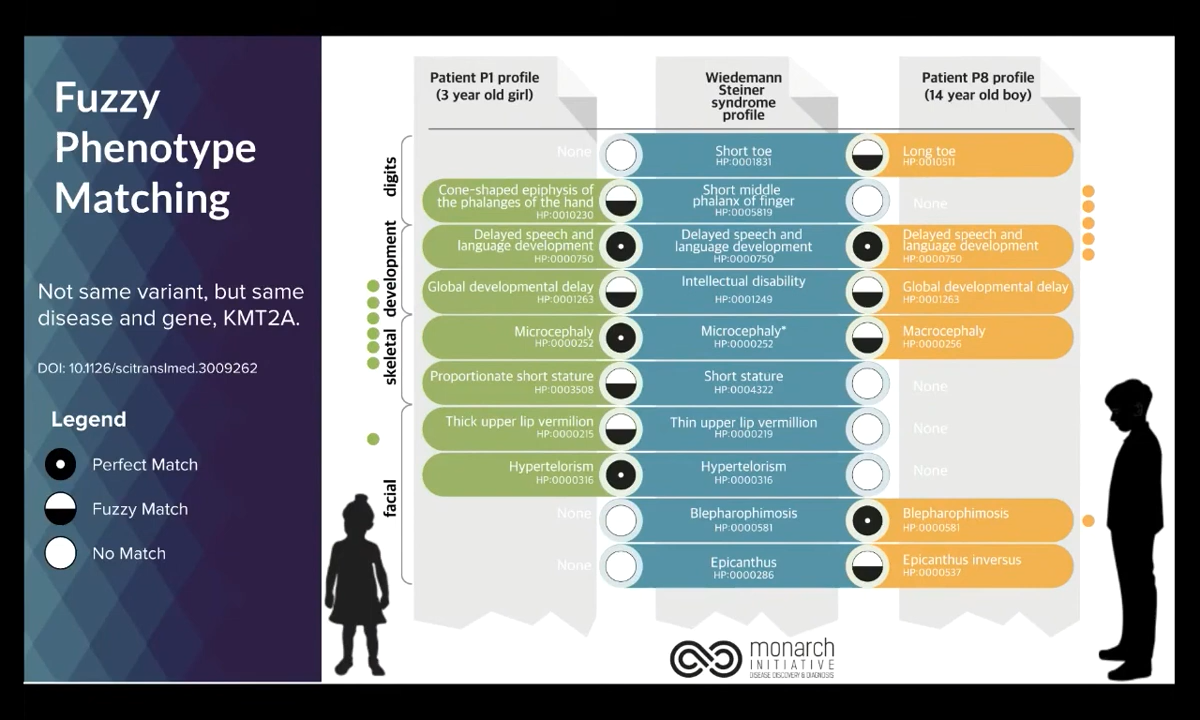 Fuzzy
Phenotype
Matching
Not same variant, but same
disease and gene, KMT2A.
DOI: 10.1126/scitranslmed.3009262
Legend
Perfect Match
Fuzzy Match
No Match
Patient P1 profile
(3 year old girl)
Wiedemann
Steiner
syndrome
profile
Patient P8 profile
(14 year old boy)
digits
None
Short toe
HP:0001831
Long toe
HP:0010511
Cone-shaped epiphysis of
the phalanges of the hand
HP:0010230
Short middle
phalanx of finger
HP:0005819
None
development
Delayed speech and
language development
HP:0000750
Delayed speech and
language development
HP:0000750
Delayed speech and
language development
HP:0000750
Global developmental delay
HP:0001263
Intellectual disability
HP:0001249
Global developmental delay
HP:0001263
skeletal
Microcephaly
HP:0000252
Microcephaly*
HP:0000252
Macrocephaly
HP:0000256
Proportionate short stature
HP:0003508
Short stature
HP:0004322
None
facial
Thick upper lip vermilion
HP:0000215
Thin upper lip vermillion
HP:0000219
None
Hypertelorism
HP:0000316
Hypertelorism
HP:0000316
None
None
Blepharophimosis
HP:0000581
Blepharophimosis
HP:0000581
None
Epicanthus
HP:0000286
Epicanthus inversus
HP:0000537
monarch
INITIATIVE
DISEASE DISCOVERY & DIAGNOSIS